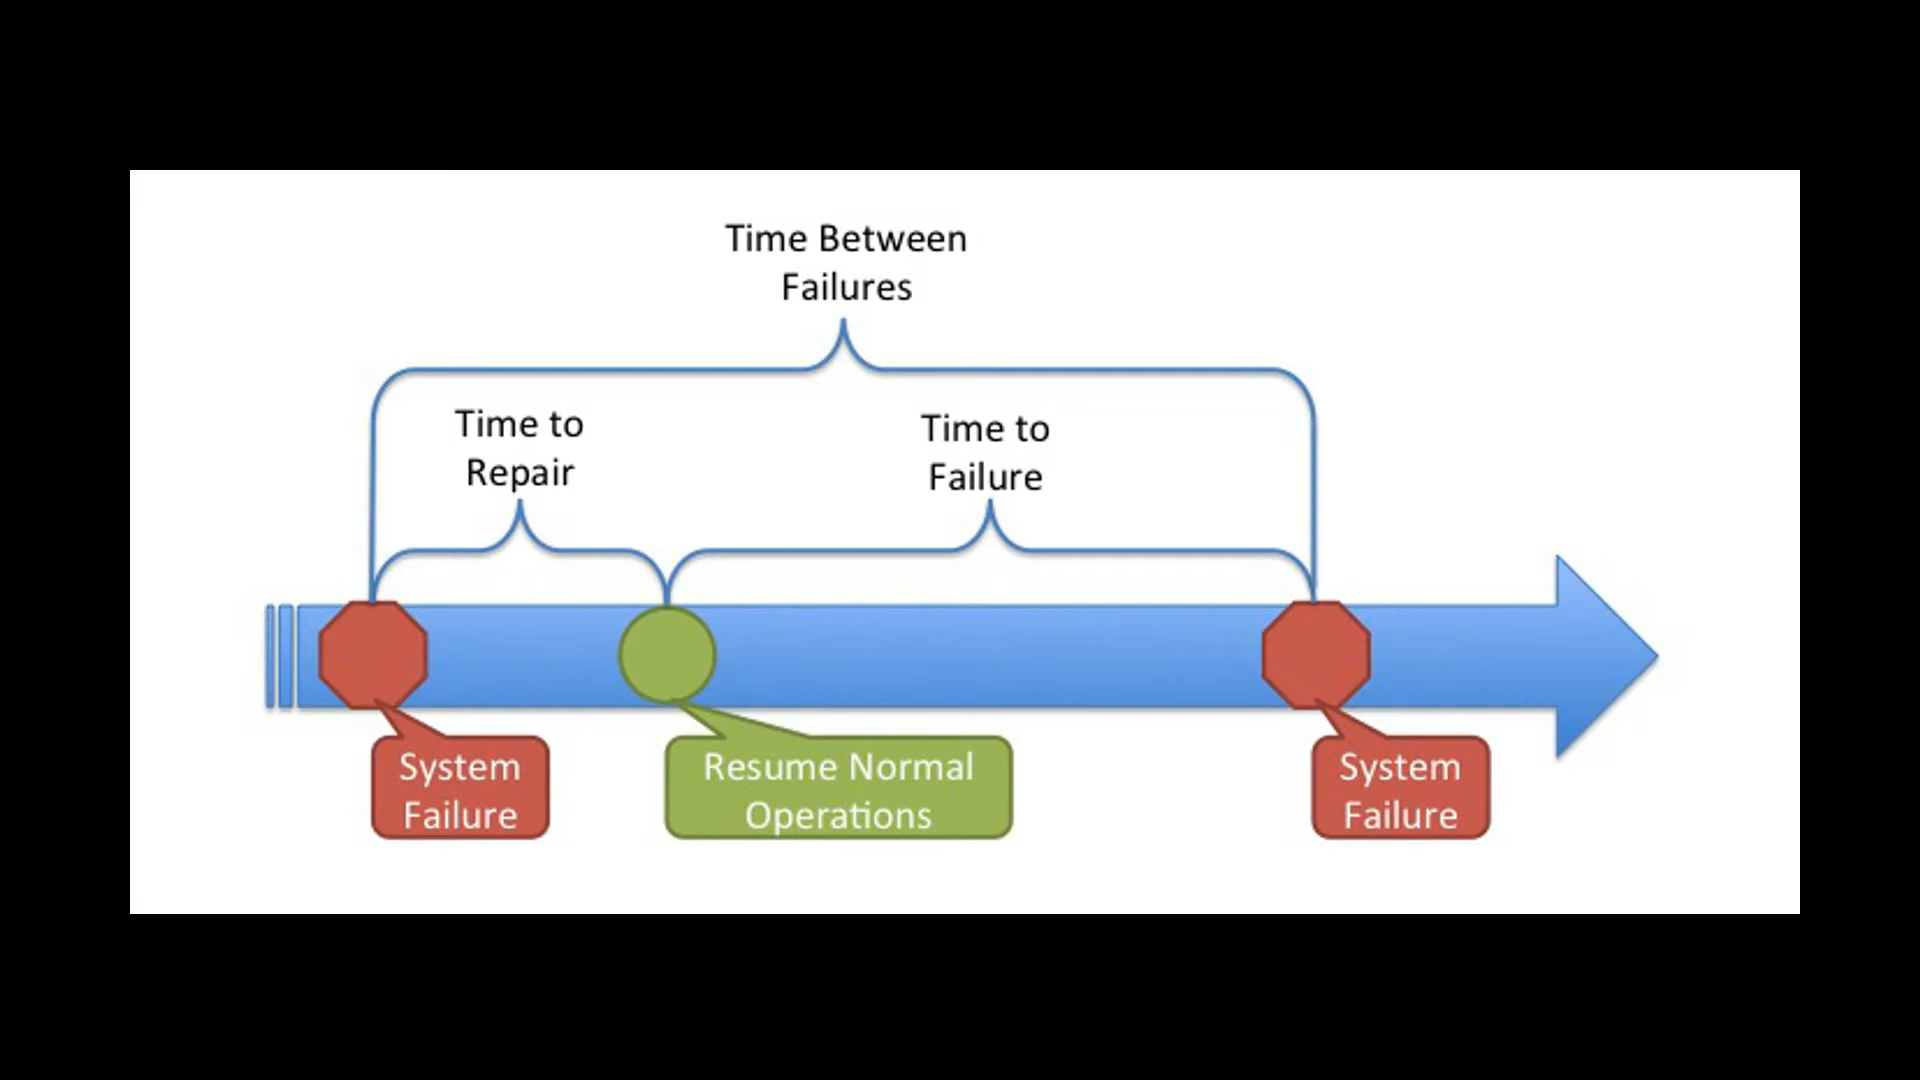 Time Between
Failures
Time to
Repair
Time to
Failure
System
Failure
Resume Normal
Operations
System
Failure